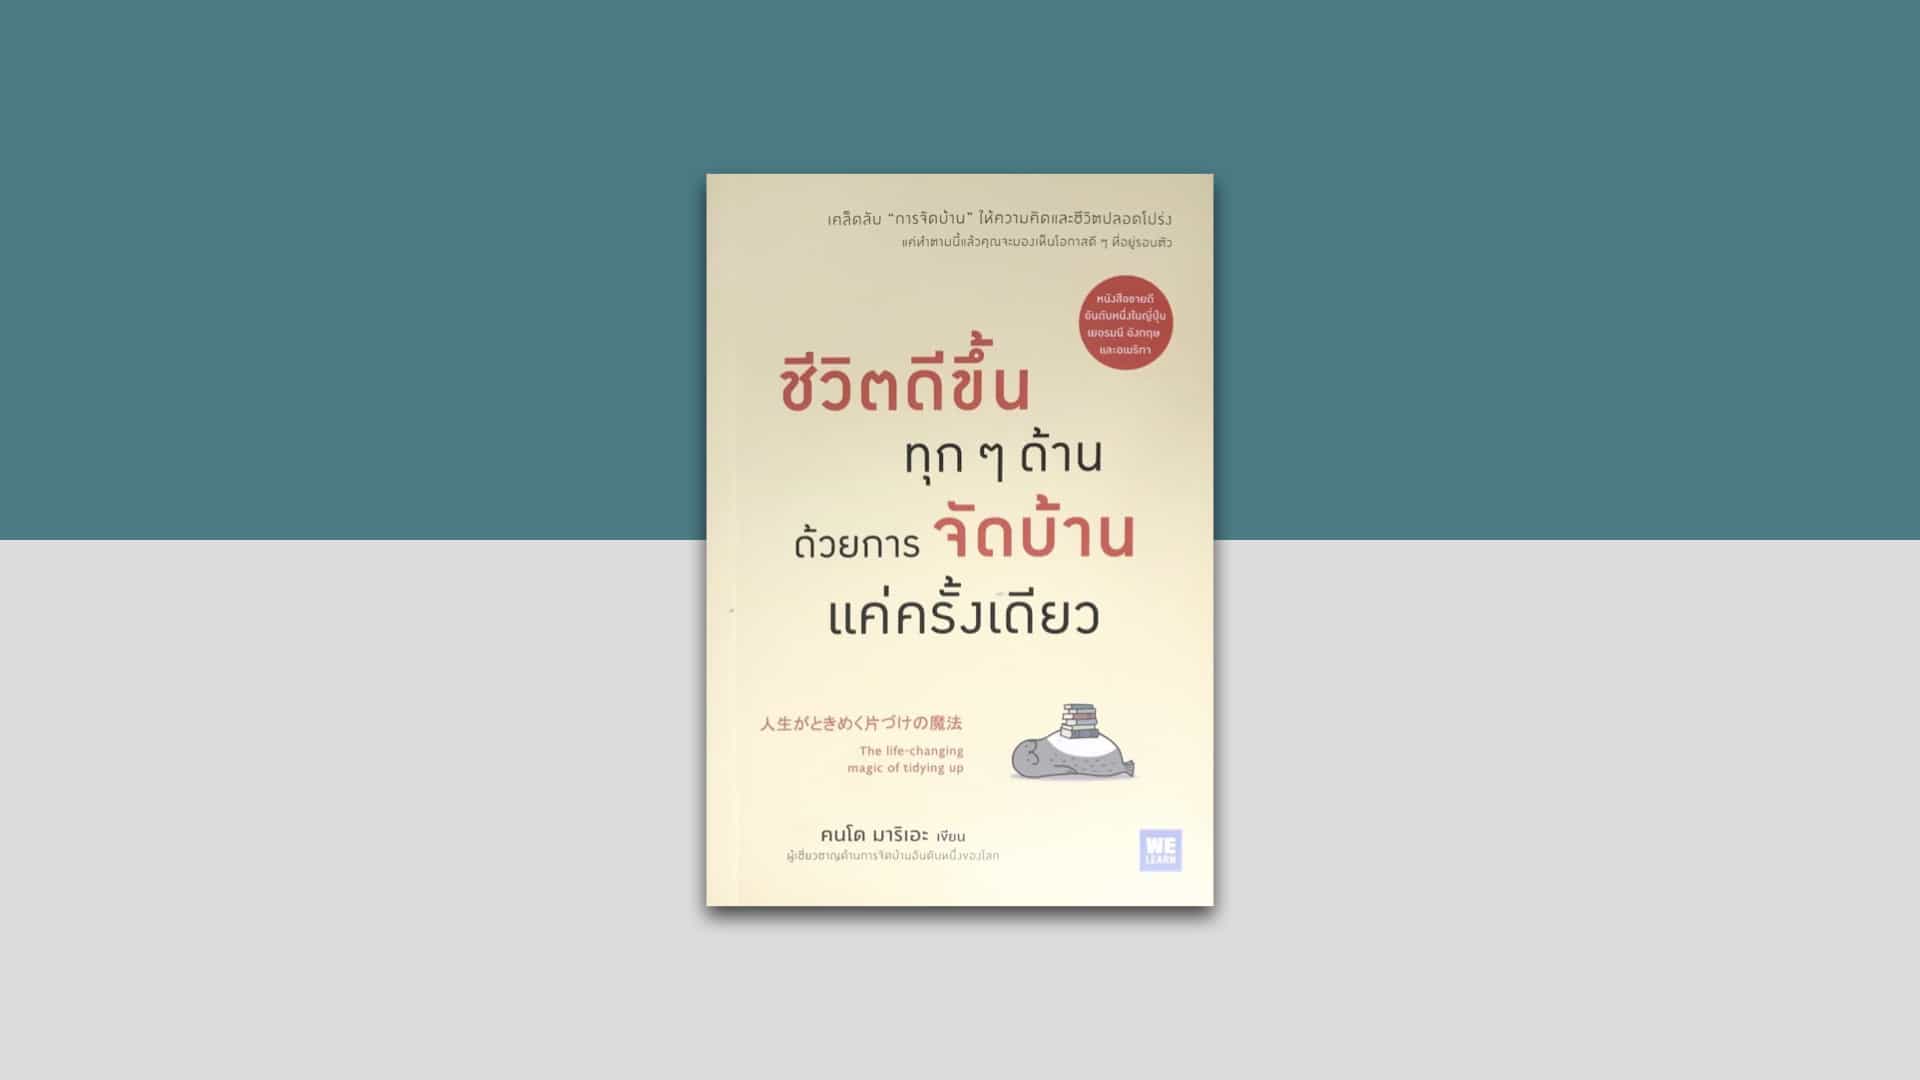 เคล็ดลับ “การจัดบ้าน” ให้ความคิดและชีวิตปลอดโปร่ง
แค่ทำตามนี้แล้วคุณจะมองเห็นโอกาสดี ๆ ที่อยู่รอบตัว
หนังสือขายดี
อันดับหนึ่งในญี่ปุ่น
เยอรมนี อังกฤษ
และอเมริกา
ชีวิตดีขึ้น
ทุก ๆ ด้าน
ด้วยการ จัดบ้าน
แค่ครั้งเดียว
人生がときめく片づけの魔法
The life-changing
magic of tidying up
คนโด มาริเอะ เขียน
ผู้เชี่ยวชาญด้านการจัดบ้านอันดับหนึ่งของโลก
WE
LEARN